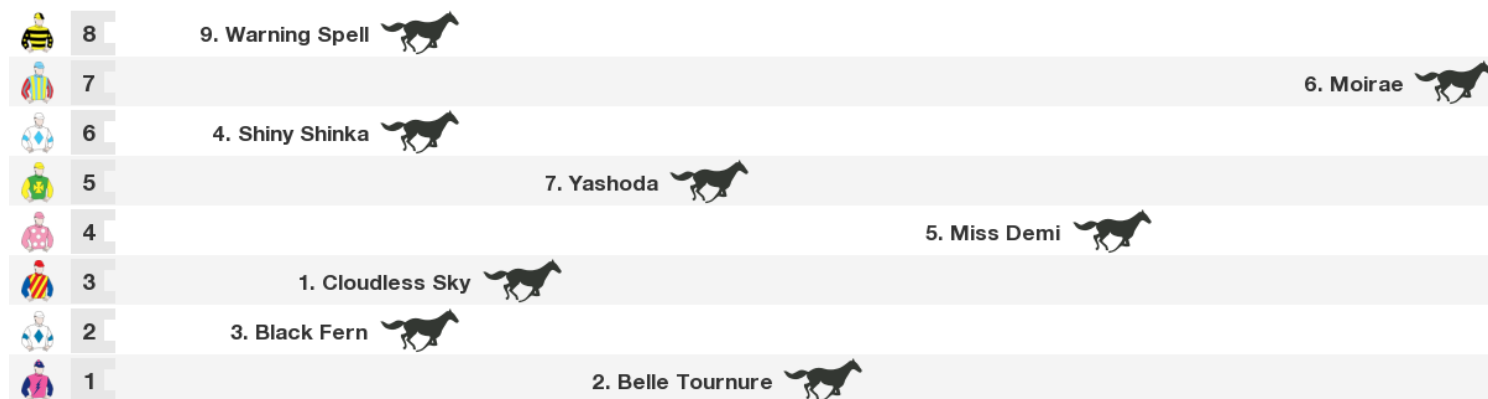 8 9. Warning Spell
7 6. Moirae
6 4. Shiny Shinka
5 7. Yashoda
4 5. Miss Demi
3 1. Cloudless Sky
2 3. Black Fern
1 2. Belle Tournure